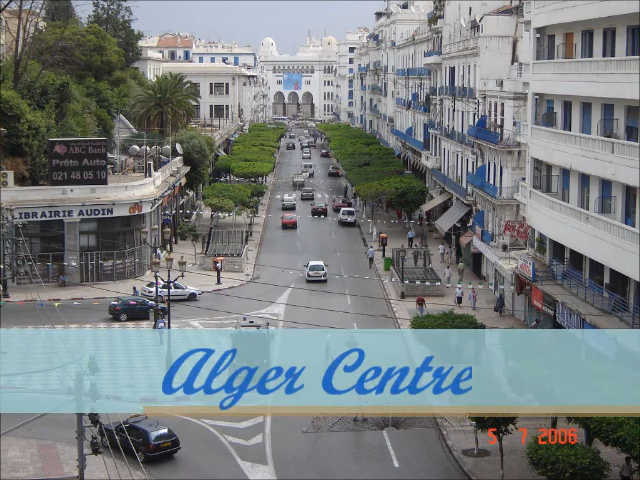 ABC Bank
Prêts Auto
021 48 05 10
LIBRAIRIE AUDIN
Alger Centre
5 7 2006